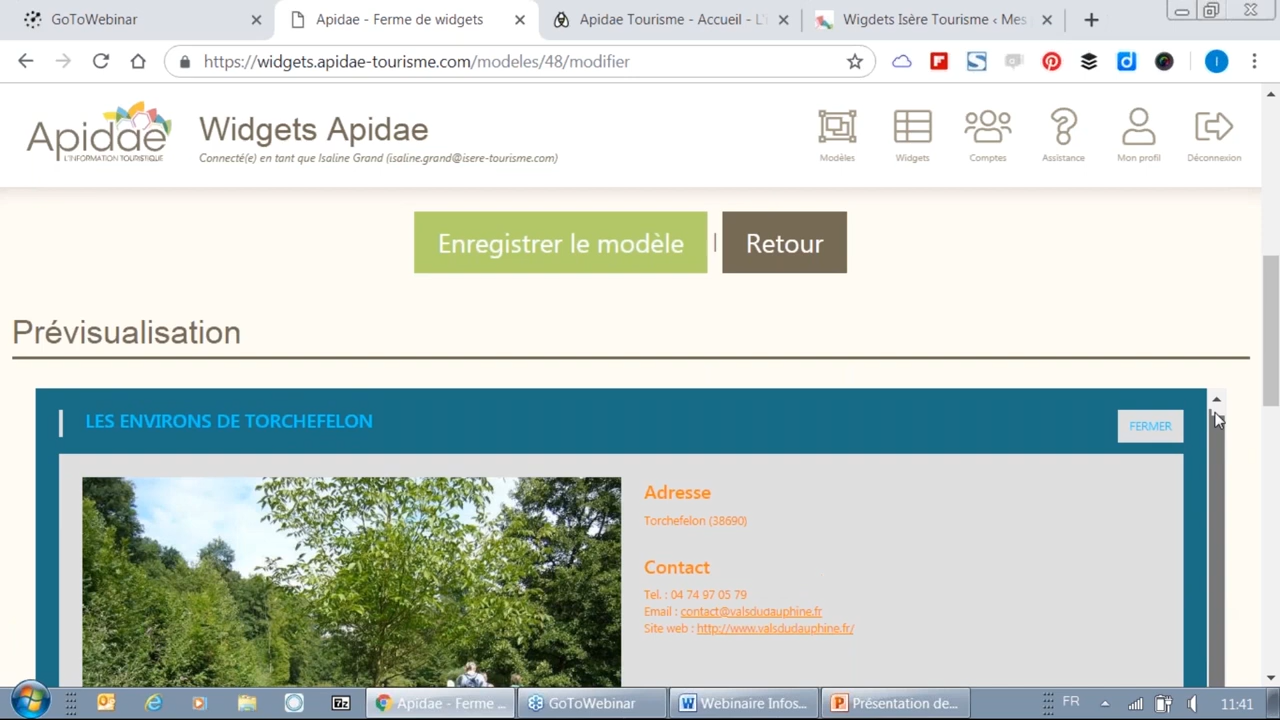 GoToWebinar
Apidae - Ferme de widgets
Apidae Tourisme - Accueil - L'i
Wigdets Isère Tourisme ‹ Mes
https://widgets.apidae-tourisme.com/modeles/48/modifier
I
Apidae
L'INFORMATION TOURISTIQUE
Widgets Apidae
Connecté(e) en tant que Isaline Grand (isaline.grand@isere-tourisme.com)
Modèles
Widgets
Comptes
Assistance
Mon profil
Déconnexion
Enregistrer le modèle
|
Retour
Prévisualisation
LES ENVIRONS DE TORCHEFELON
FERMER
Adresse
Torchefelon (38690)
Contact
Tel. : 04 74 97 05 79
Email : contact@valsdudauphine.fr
Site web : http://www.valsdudauphine.fr/
Apidae - Ferme ...
GoToWebinar
Webinaire Infos...
Présentation de...
FR
11:41